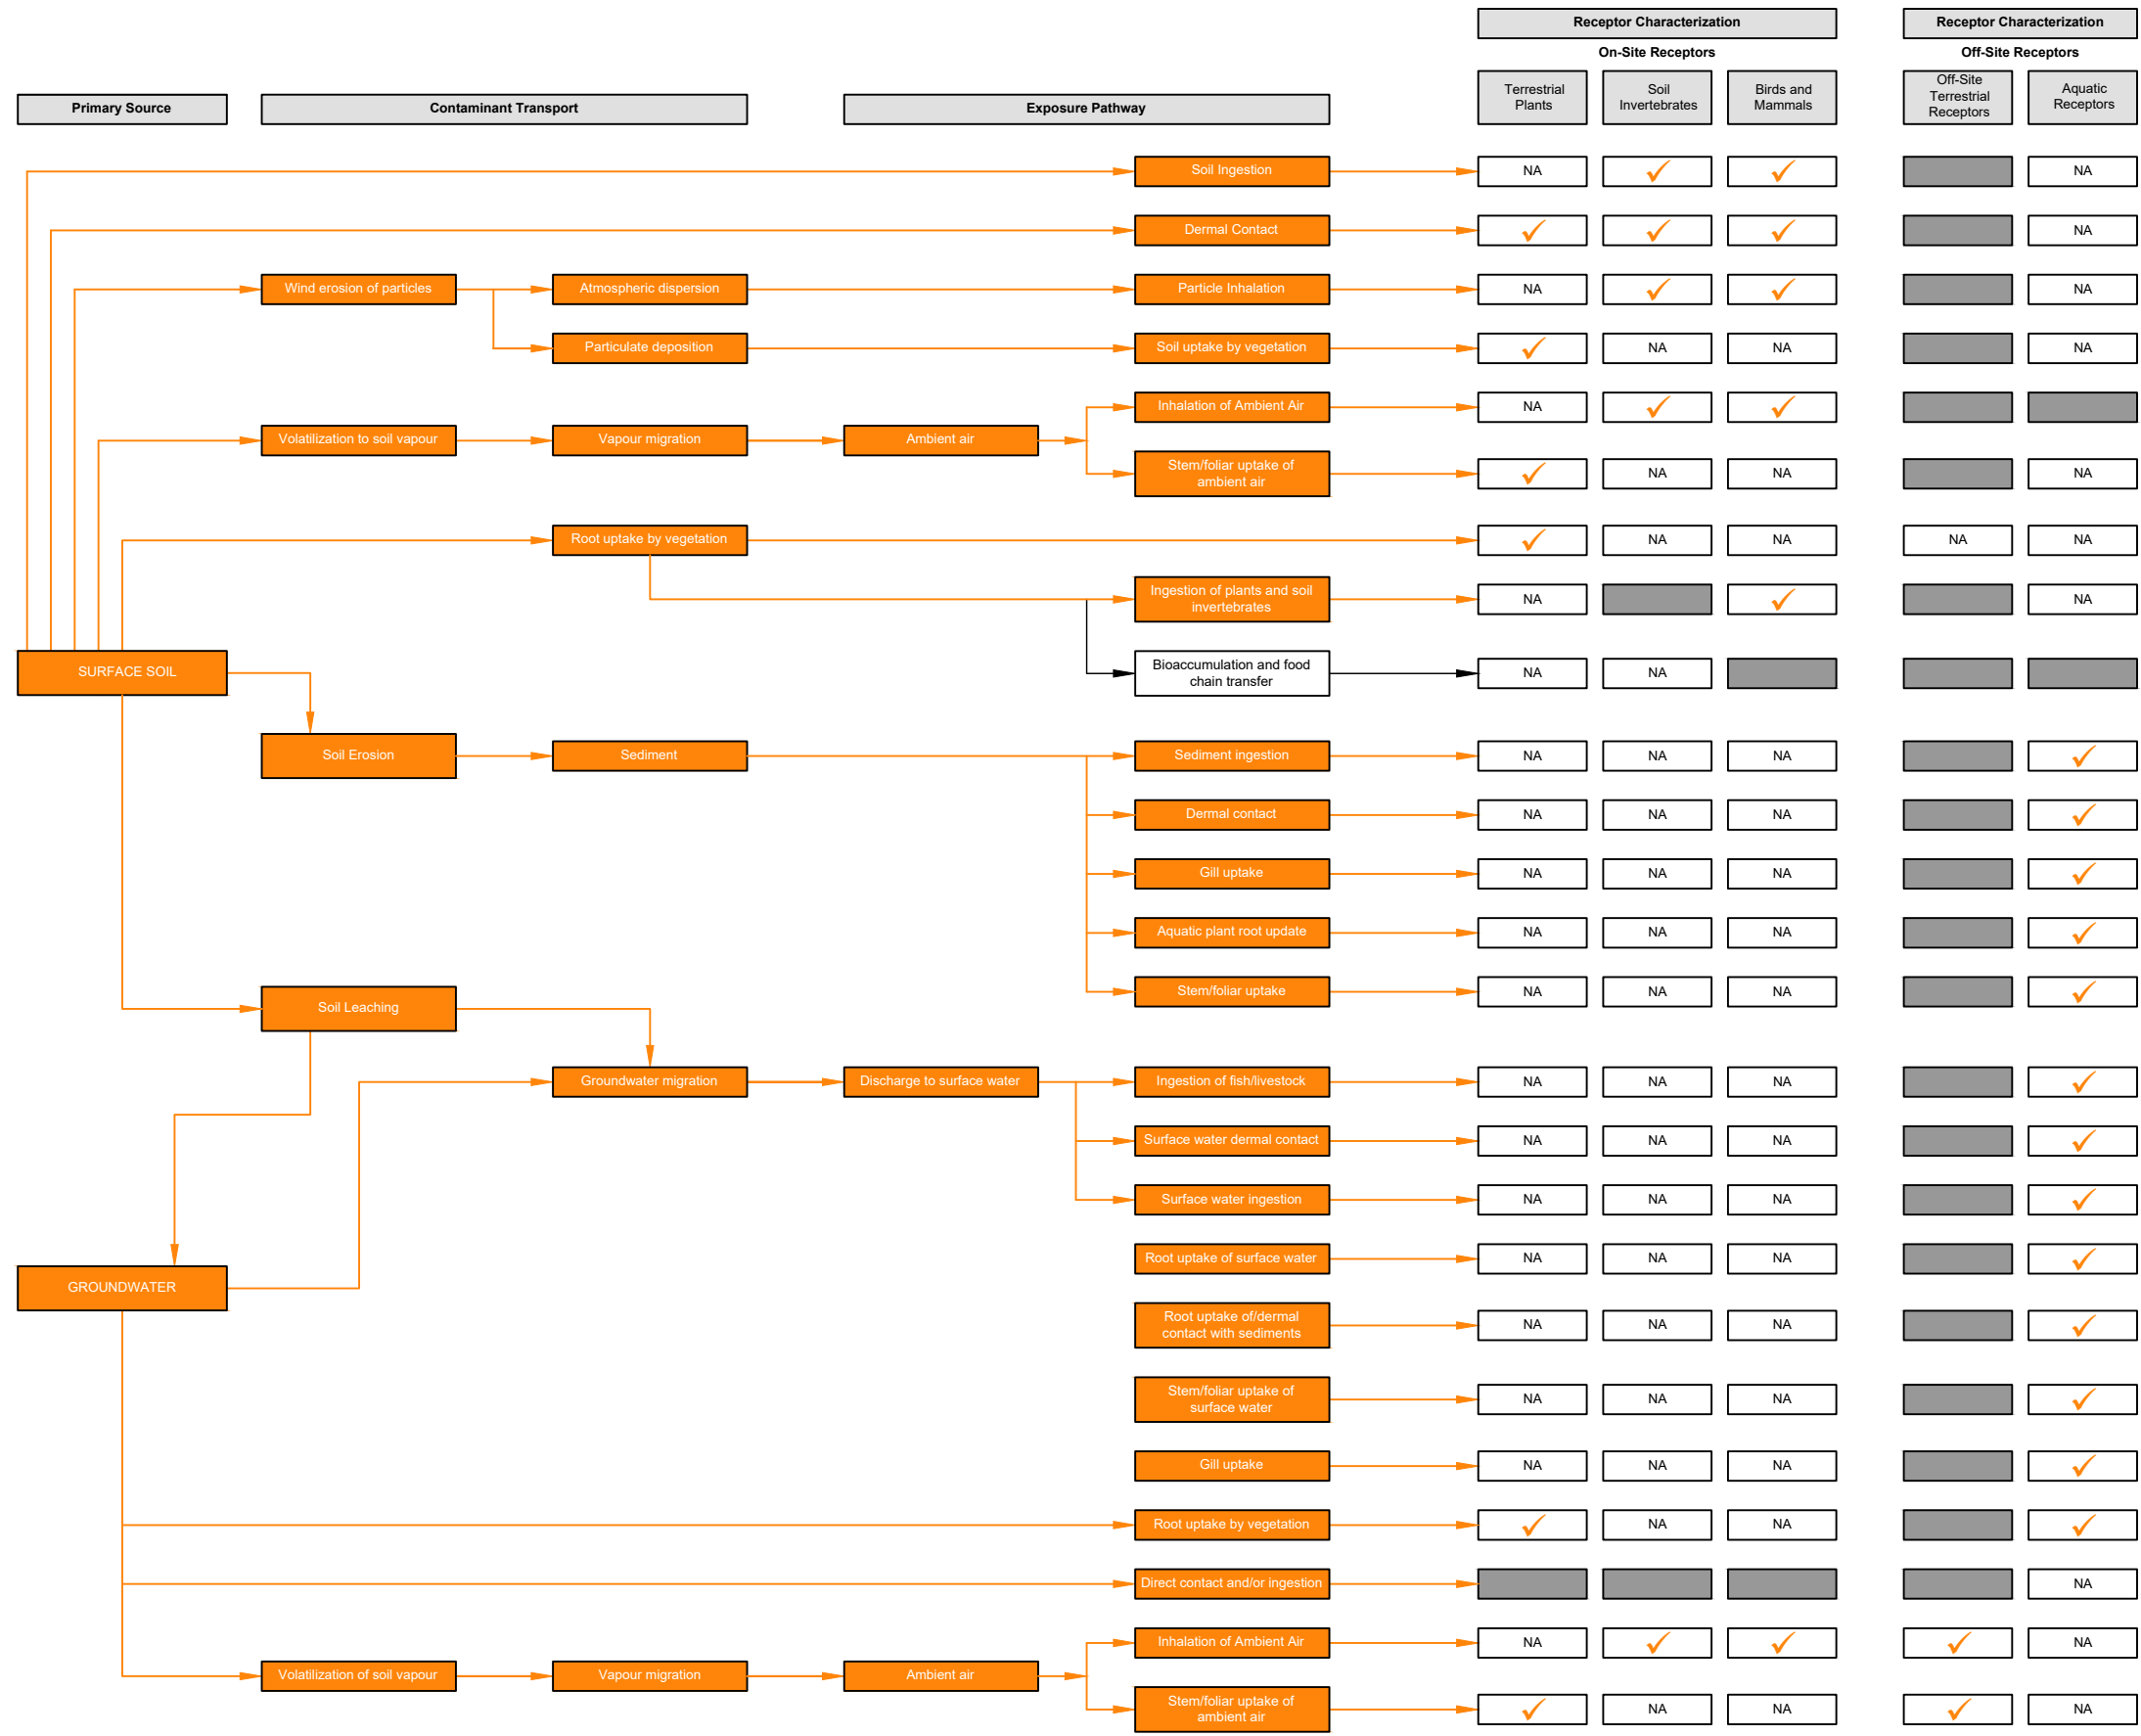 Receptor Characterization
Receptor Characterization
On-Site Receptors
Off-Site Receptors
Primary Source
Contaminant Transport
Exposure Pathway
Terrestrial
Plants
Soil
Invertebrates
Birds and
Mammals
Off-Site
Terrestrial
Receptors
Aquatic
Receptors
Soil Ingestion
NA
NA
Dermal Contact
NA
Wind erosion of particles
Atmospheric dispersion
Particle Inhalation
NA
NA
Particulate deposition
Soil uptake by vegetation
NA
NA
NA
Inhalation of Ambient Air
NA
Volatilization to soil vapour
Vapour migration
Ambient air
Stem/foliar uptake of
ambient air
NA
NA
NA
Root uptake by vegetation
NA
NA
NA
NA
Ingestion of plants and soil
invertebrates
NA
NA
SURFACE SOIL
Bioaccumulation and food
chain transfer
NA
NA
Soil Erosion
Sediment
Sediment ingestion
NA
NA
NA
Dermal contact
NA
NA
NA
Gill uptake
NA
NA
NA
Aquatic plant root update
NA
NA
NA
Stem/foliar uptake
NA
NA
NA
Soil Leaching
Groundwater migration
Discharge to surface water
Ingestion of fish/livestock
NA
NA
NA
Surface water dermal contact
NA
NA
NA
Surface water ingestion
NA
NA
NA
Root uptake of surface water
NA
NA
NA
GROUNDWATER
Root uptake of/dermal
contact with sediments
NA
NA
NA
Stem/foliar uptake of
surface water
NA
NA
NA
Gill uptake
NA
NA
NA
Root uptake by vegetation
NA
NA
Direct contact and/or ingestion
NA
Inhalation of Ambient Air
NA
NA
Volatilization of soil vapour
Vapour migration
Ambient air
Stem/foliar uptake of
ambient air
NA
NA
NA